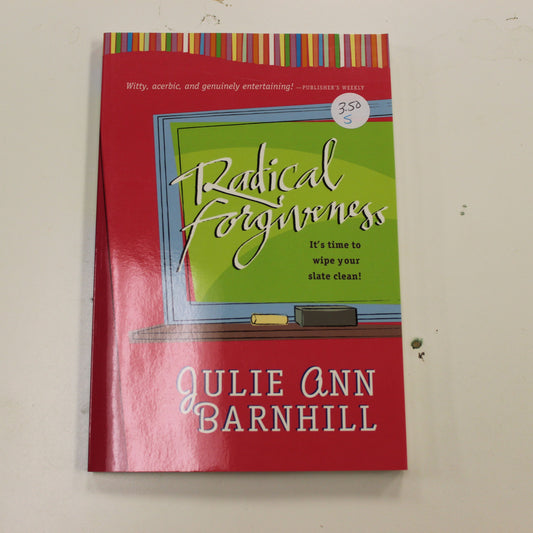 Witty, acerbic, and genuinely entertaining! —PUBLISHER'S WEEKLY
3.50
S
Radical
Forgiveness
It's time to
wipe your
slate clean!
JULIE ANN
BARNHILL